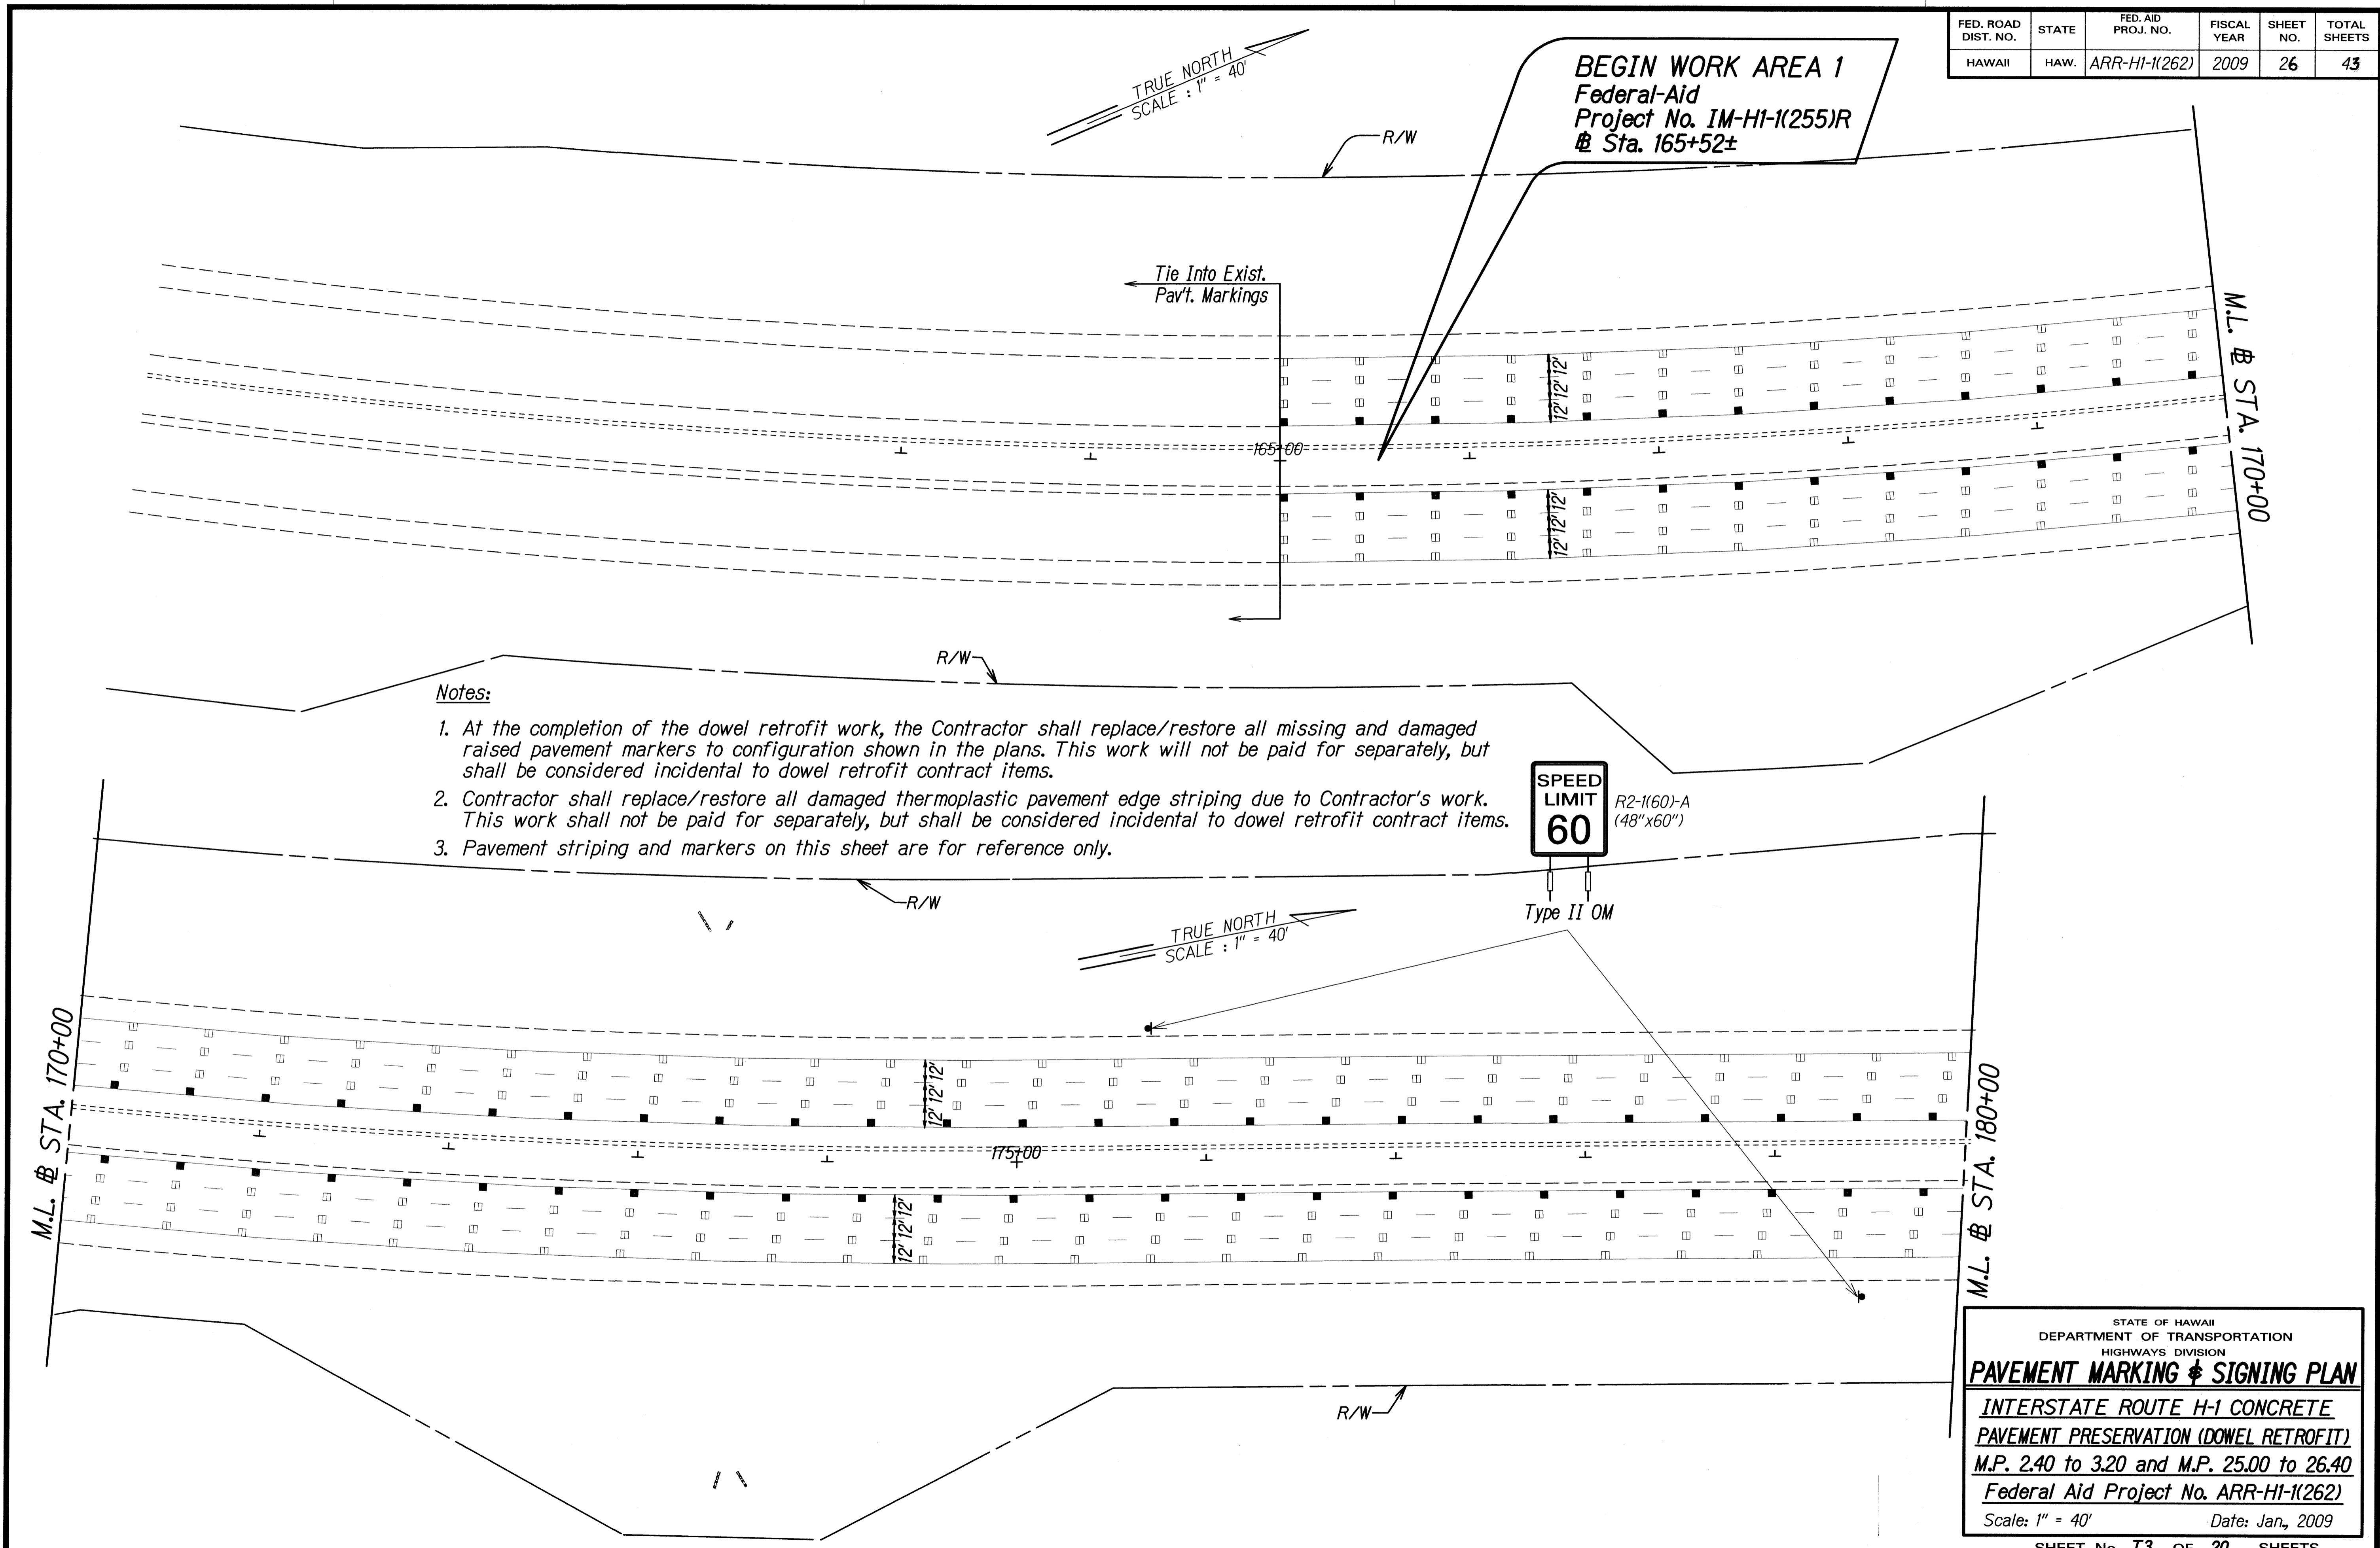 FED. ROAD DIST. NO. STATE FED. AID PROJ. NO. FISCAL YEAR SHEET NO. TOTAL SHEETS
HAWAII HAW. ARR-H1-1(262) 2009 26 43
TRUE NORTH
SCALE : 1" = 40'
BEGIN WORK AREA 1
Federal-Aid
Project No. IM-H1-1(255)R
BL Sta. 165+52±
R/W
Tie Into Exist.
Pav't. Markings
12' 12' 12'
165+00
12' 12' 12'
M.L. BL STA. 170+00
R/W
Notes:
1. At the completion of the dowel retrofit work, the Contractor shall replace/restore all missing and damaged
raised pavement markers to configuration shown in the plans. This work will not be paid for separately, but
shall be considered incidental to dowel retrofit contract items.
2. Contractor shall replace/restore all damaged thermoplastic pavement edge striping due to Contractor's work.
This work shall not be paid for separately, but shall be considered incidental to dowel retrofit contract items.
3. Pavement striping and markers on this sheet are for reference only.
SPEED
LIMIT
60
R2-1(60)-A
(48"x60")
Type II OM
R/W
TRUE NORTH
SCALE : 1" = 40'
M.L. BL STA. 170+00
12' 12' 12'
175+00
12' 12' 12'
M.L. BL STA. 180+00
R/W
STATE OF HAWAII
DEPARTMENT OF TRANSPORTATION
HIGHWAYS DIVISION
PAVEMENT MARKING & SIGNING PLAN
INTERSTATE ROUTE H-1 CONCRETE
PAVEMENT PRESERVATION (DOWEL RETROFIT)
M.P. 2.40 to 3.20 and M.P. 25.00 to 26.40
Federal Aid Project No. ARR-H1-1(262)
Scale: 1" = 40' Date: Jan., 2009
SHEET No. T3 OF 20 SHEETS